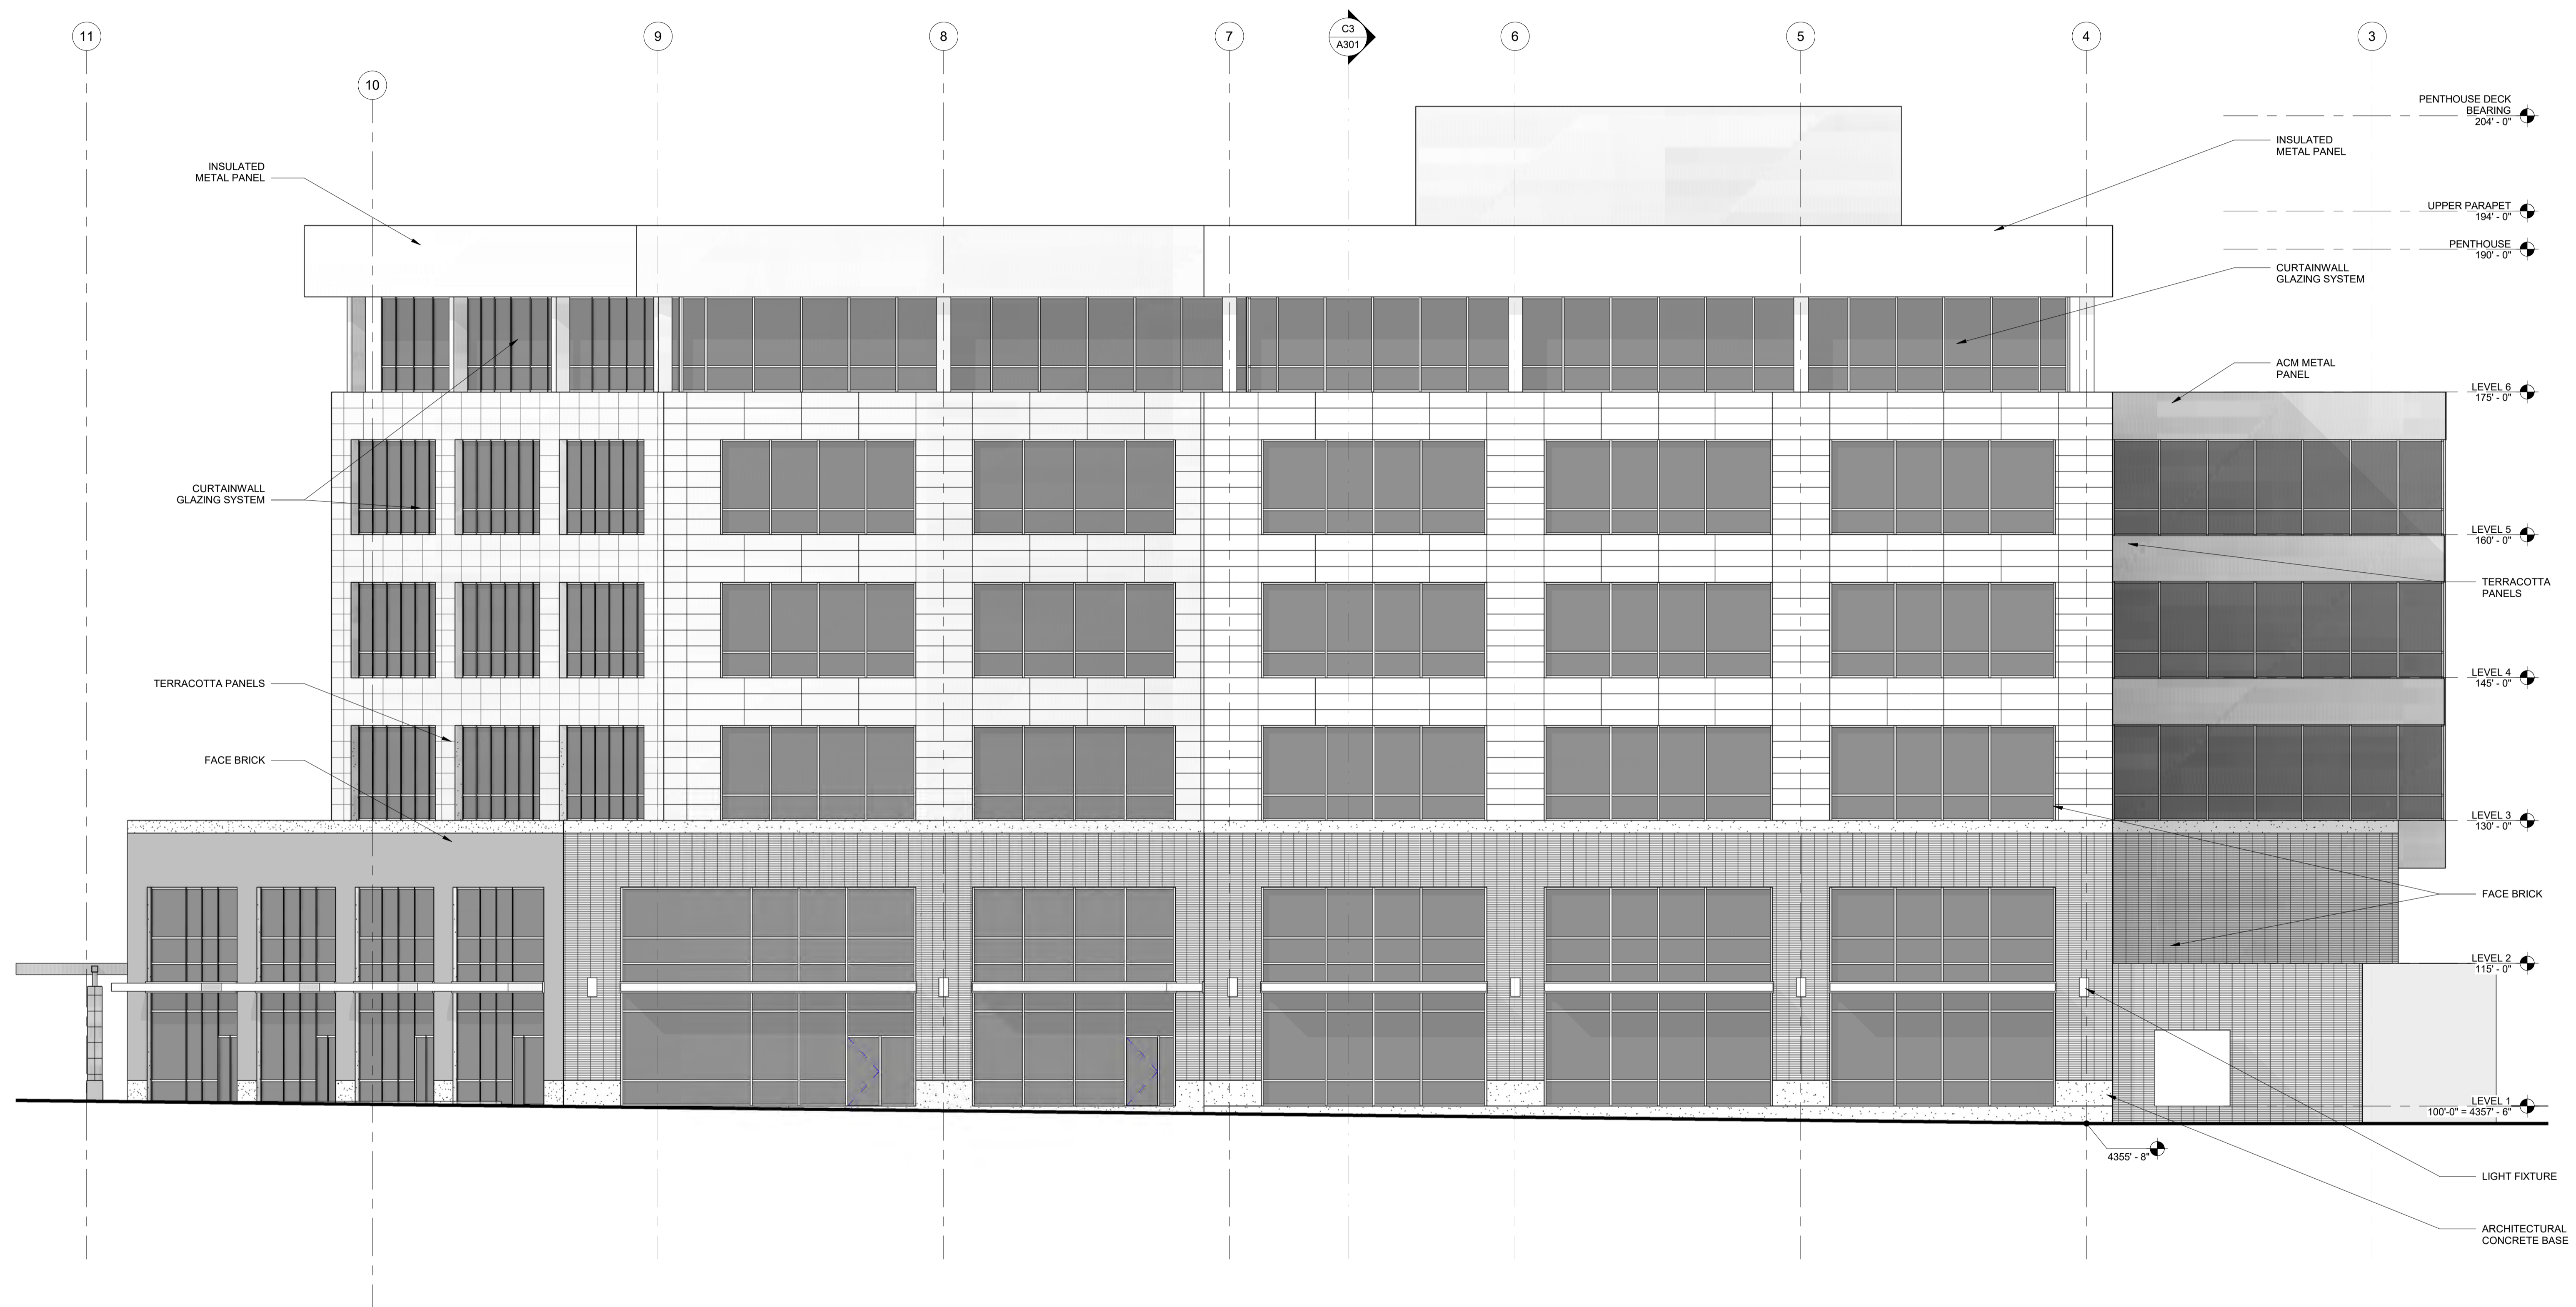 11
9
8
7
C3
A301
6
5
4
3
10
PENTHOUSE DECK
BEARING
204' - 0"
INSULATED
METAL PANEL
INSULATED
METAL PANEL
UPPER PARAPET
194' - 0"
PENTHOUSE
190' - 0"
CURTAINWALL
GLAZING SYSTEM
ACM METAL
PANEL
LEVEL 6
175' - 0"
CURTAINWALL
GLAZING SYSTEM
LEVEL 5
160' - 0"
TERRACOTTA
PANELS
LEVEL 4
145' - 0"
TERRACOTTA PANELS
FACE BRICK
LEVEL 3
130' - 0"
FACE BRICK
LEVEL 2
115' - 0"
LEVEL 1
100'-0" = 4357' - 6"
4355' - 8"
LIGHT FIXTURE
ARCHITECTURAL
CONCRETE BASE